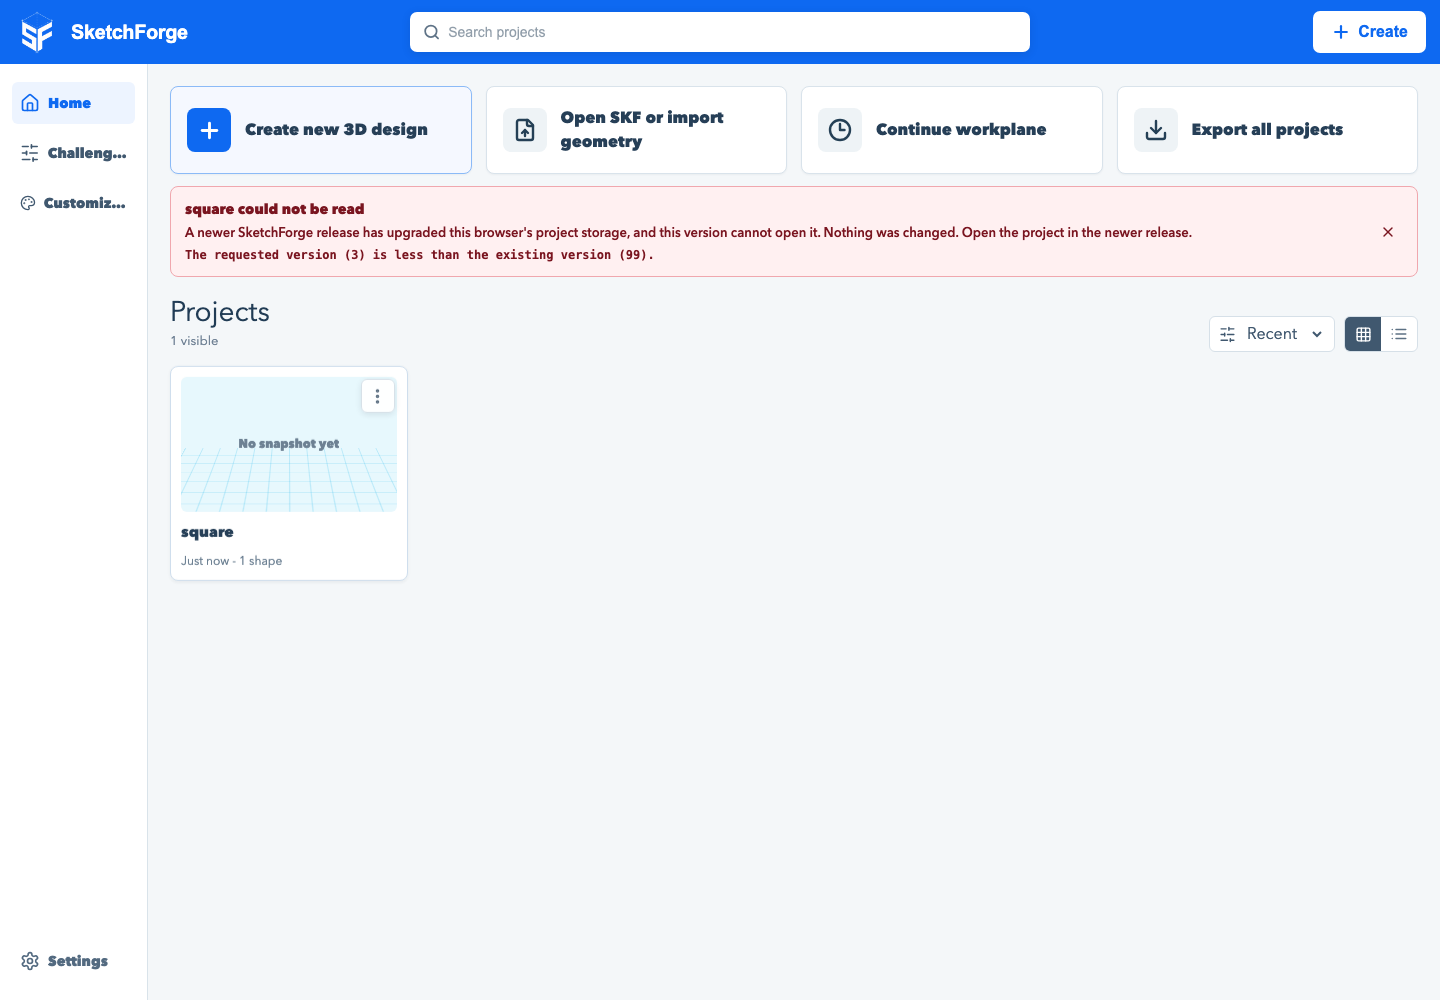 SketchForge
Search projects
Create
Home
Challeng...
Customiz...
Settings
Create new 3D design
Open SKF or import
geometry
Continue workplane
Export all projects
square could not be read
A newer SketchForge release has upgraded this browser's project storage, and this version cannot open it. Nothing was changed. Open the project in the newer release.
The requested version (3) is less than the existing version (99).
Projects
1 visible
Recent
No snapshot yet
square
Just now - 1 shape